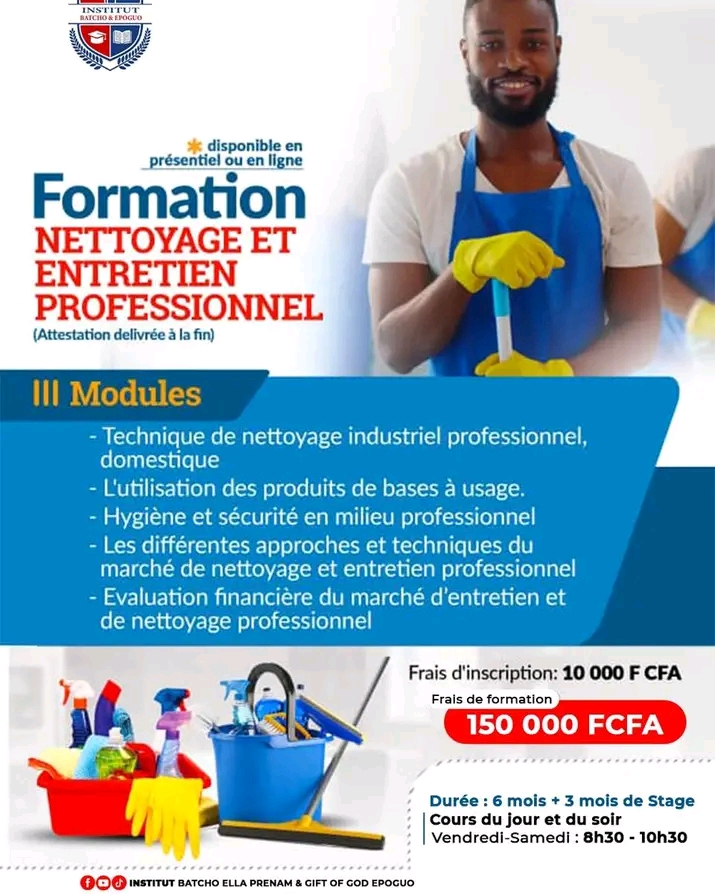 INSTITUT
BATCHO & EPOGUO
* disponible en
présentiel ou en ligne
Formation
NETTOYAGE ET
ENTRETIEN
PROFESSIONNEL
(Attestation delivrée à la fin)
III Modules
- Technique de nettoyage industriel professionnel,
domestique
- L'utilisation des produits de bases à usage.
- Hygiène et sécurité en milieu professionnel
- Les différentes approches et techniques du
marché de nettoyage et entretien professionnel
- Evaluation financière du marché d'entretien et
de nettoyage professionnel
Frais d'inscription: 10 000 F CFA
Frais de formation
150 000 FCFA
Durée : 6 mois + 3 mois de Stage
Cours du jour et du soir
Vendredi-Samedi : 8h30 - 10h30
INSTITUT BATCHO ELLA PRENAM & GIFT OF GOD EPOGUO